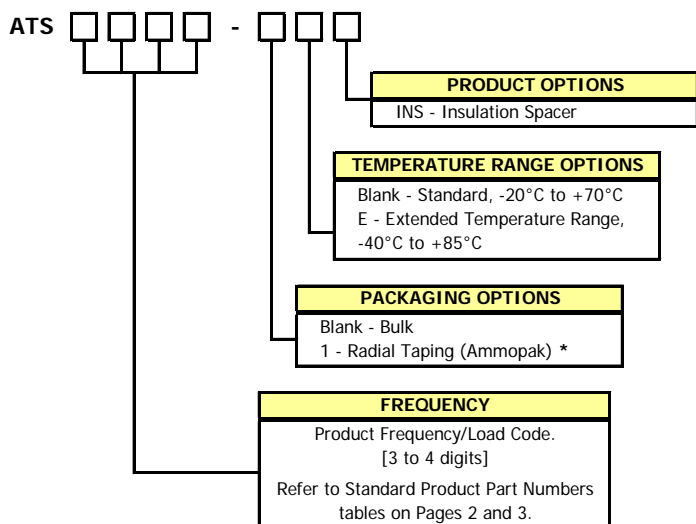 ATS -
PRODUCT OPTIONS
INS - Insulation Spacer
TEMPERATURE RANGE OPTIONS
Blank - Standard, -20°C to +70°C
E - Extended Temperature Range,
-40°C to +85°C
PACKAGING OPTIONS
Blank - Bulk
1 - Radial Taping (Ammopak) *
FREQUENCY
Product Frequency/Load Code.
[3 to 4 digits]
Refer to Standard Product Part Numbers
tables on Pages 2 and 3.